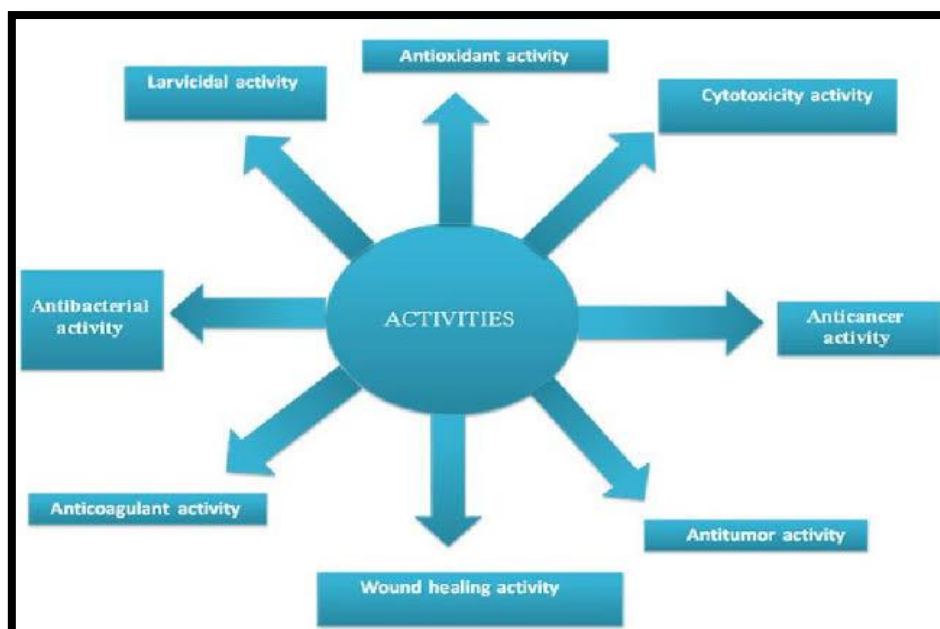 Antioxidant activity
Larvicidal activity
Cytotoxicity activity
Antibacterial
activity
ACTIVITIES
Anticancer
activity
Anticoagulant activity
Antitumor activity
Wound healing activity